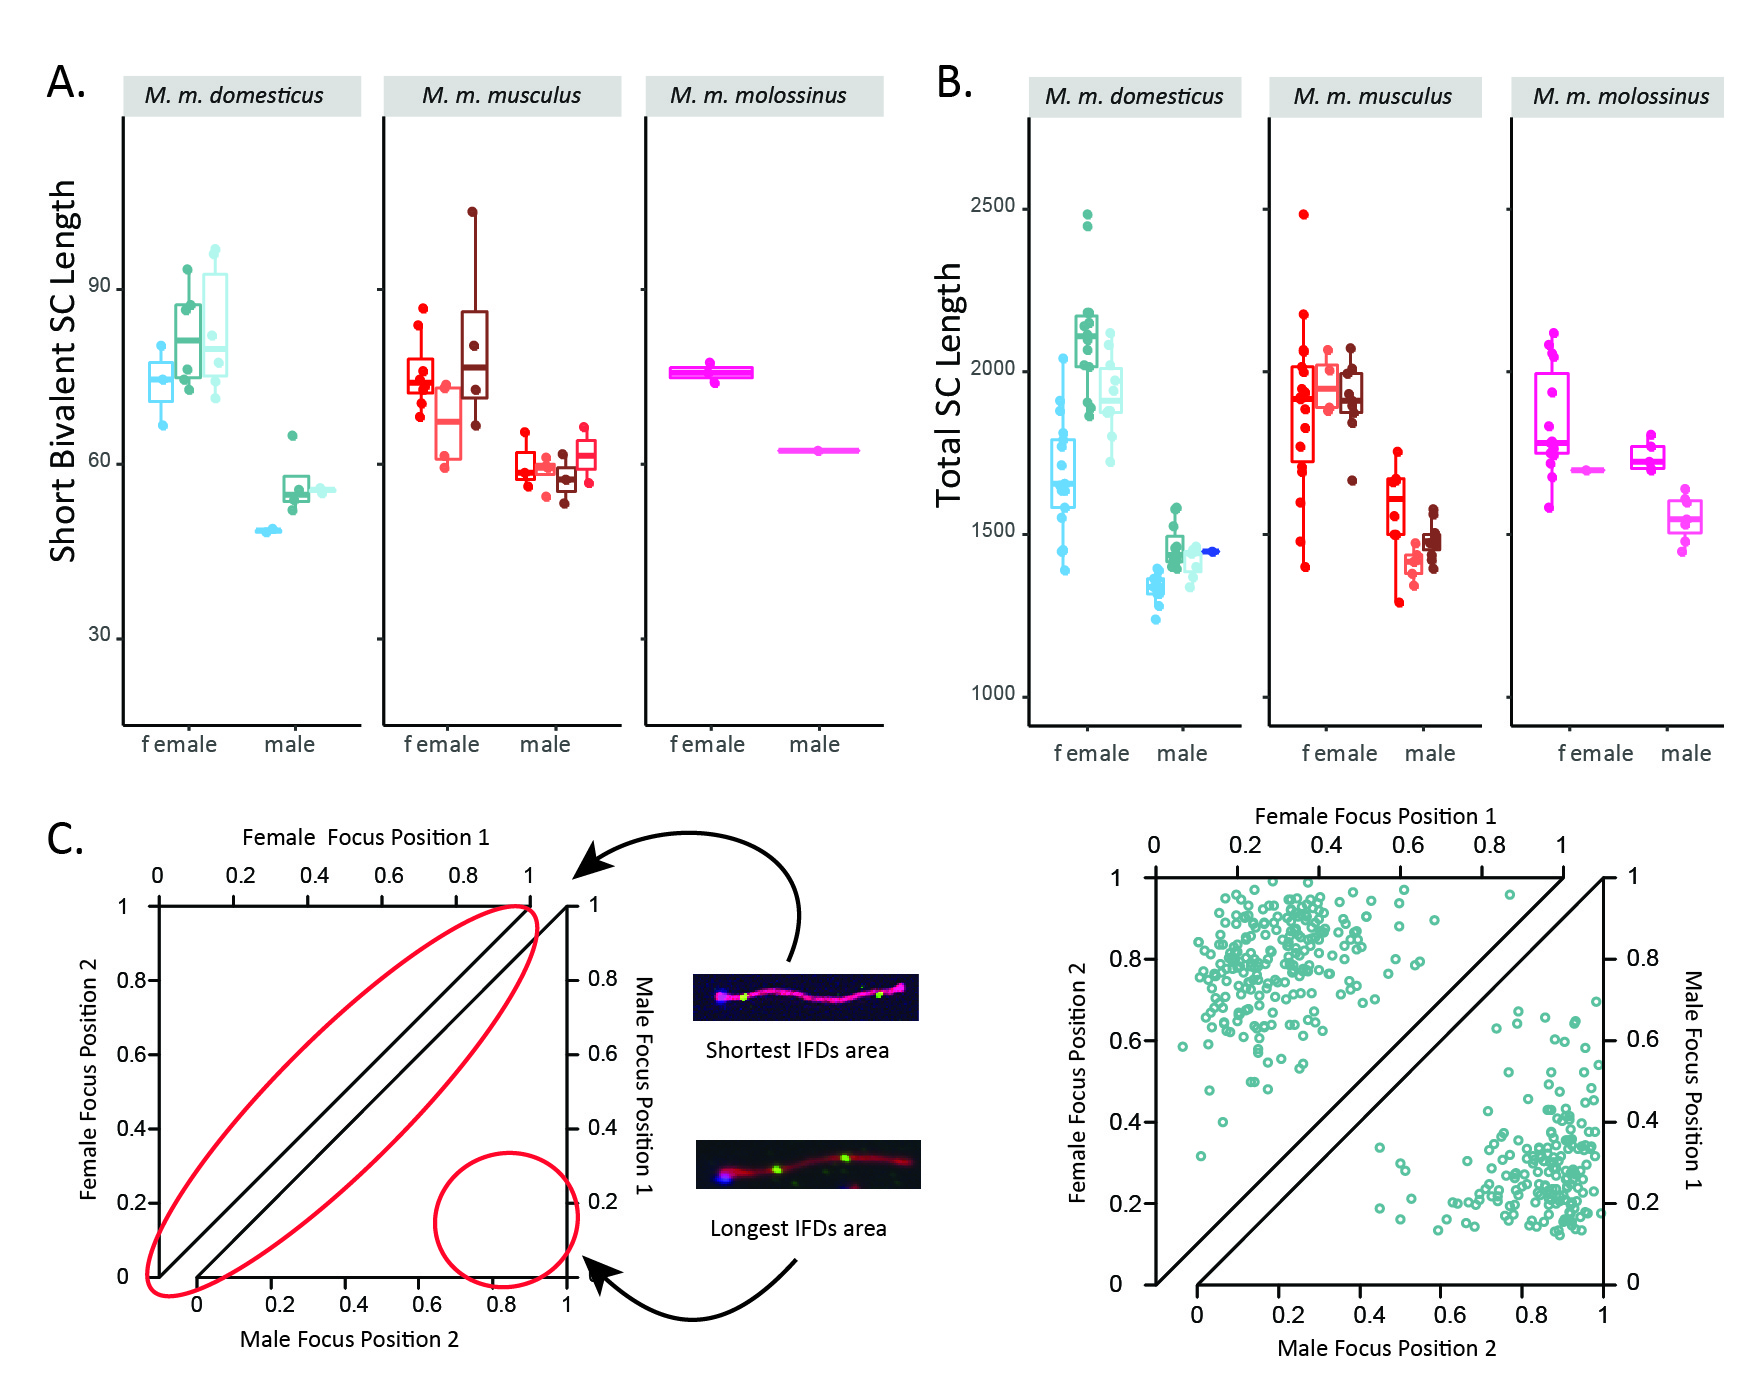 A.
M. m. domesticus
M. m. musculus
M. m. molossinus
Short Bivalent SC Length
90
60
30
female
male
female
male
female
male
B.
M. m. domesticus
M. m. musculus
M. m. molossinus
Total SC Length
2500
2000
1500
1000
female
male
female
male
female
male
C.
Female Focus Position 1
0 0.2 0.4 0.6 0.8 1
Female Focus Position 2
1
0.8
0.6
0.4
0.2
0
1
0.8
0.6
0.4
0.2
0
Male Focus Position 1
0 0.2 0.4 0.6 0.8 1
Male Focus Position 2
Shortest IFDs area
Longest IFDs area
Female Focus Position 1
0 0.2 0.4 0.6 0.8 1
Female Focus Position 2
1
0.8
0.6
0.4
0.2
0
1
0.8
0.6
0.4
0.2
0
Male Focus Position 1
0 0.2 0.4 0.6 0.8 1
Male Focus Position 2